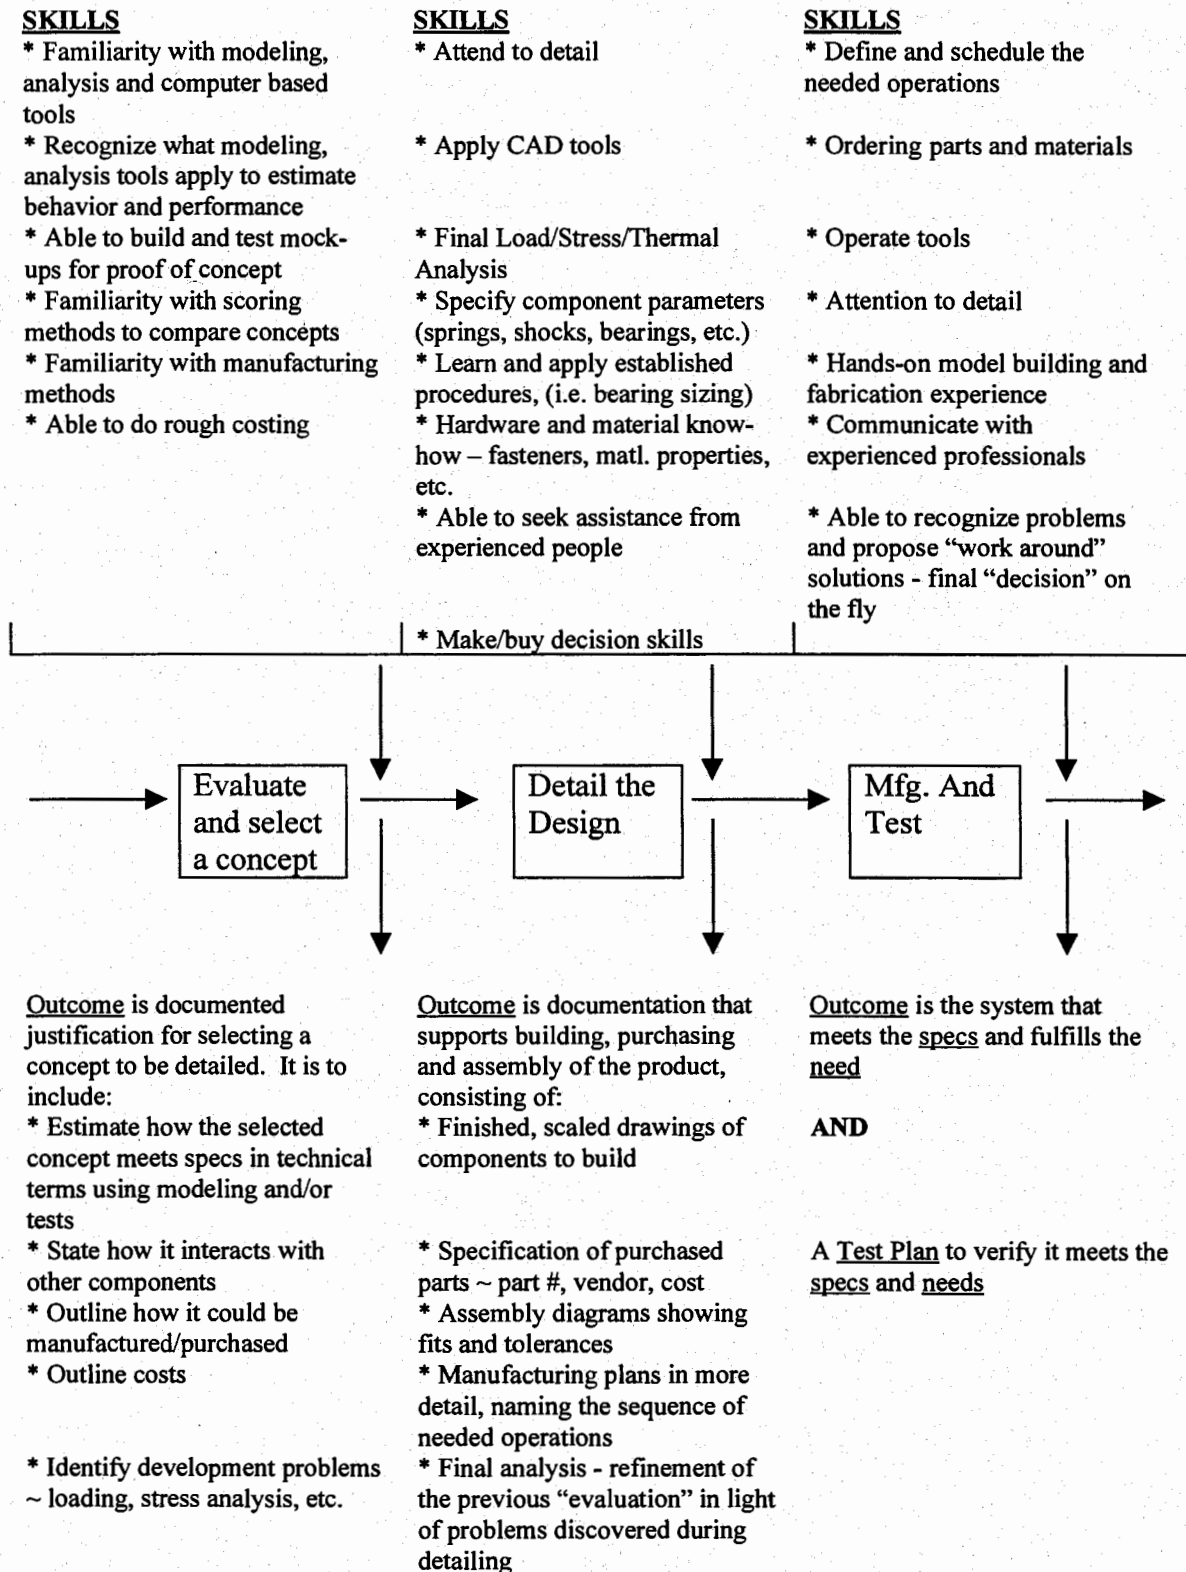 SKILLS
* Familiarity with modeling,
analysis and computer based
tools
* Recognize what modeling,
analysis tools apply to estimate
behavior and performance
* Able to build and test mock-
ups for proof of concept
* Familiarity with scoring
methods to compare concepts
* Familiarity with manufacturing
methods
* Able to do rough costing
SKILLS
* Attend to detail
* Apply CAD tools
* Final Load/Stress/Thermal
Analysis
* Specify component parameters
(springs, shocks, bearings, etc.)
* Learn and apply established
procedures, (i.e. bearing sizing)
* Hardware and material know-
how – fasteners, matl. properties,
etc.
* Able to seek assistance from
experienced people
* Make/buy decision skills
SKILLS
* Define and schedule the
needed operations
* Ordering parts and materials
* Operate tools
* Attention to detail
* Hands-on model building and
fabrication experience
* Communicate with
experienced professionals
* Able to recognize problems
and propose “work around”
solutions - final “decision” on
the fly
Evaluate
and select
a concept
Detail the
Design
Mfg. And
Test
Outcome is documented
justification for selecting a
concept to be detailed. It is to
include:
* Estimate how the selected
concept meets specs in technical
terms using modeling and/or
tests
* State how it interacts with
other components
* Outline how it could be
manufactured/purchased
* Outline costs
* Identify development problems
~ loading, stress analysis, etc.
Outcome is documentation that
supports building, purchasing
and assembly of the product,
consisting of:
* Finished, scaled drawings of
components to build
* Specification of purchased
parts ~ part #, vendor, cost
* Assembly diagrams showing
fits and tolerances
* Manufacturing plans in more
detail, naming the sequence of
needed operations
* Final analysis - refinement of
the previous “evaluation” in light
of problems discovered during
detailing
Outcome is the system that
meets the specs and fulfills the
need
AND
A Test Plan to verify it meets the
specs and needs